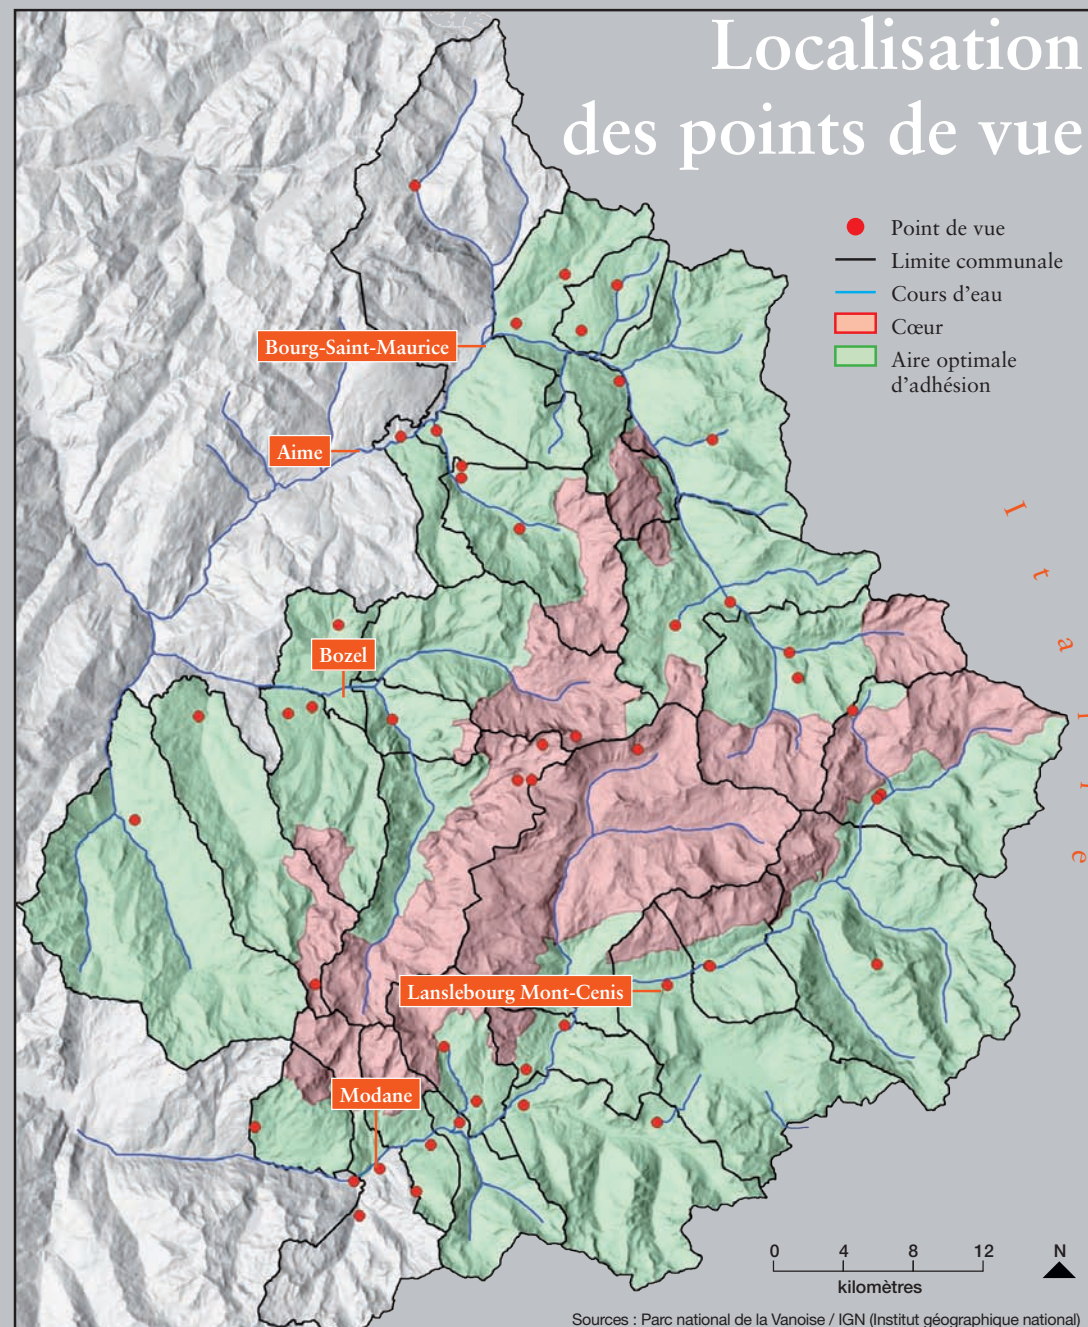 Localisation
des points de vue
Point de vue
Limite communale
Cours d'eau
Cœur
Aire optimale
d'adhésion
Bourg-Saint-Maurice
Aime
Italie
Bozel
Lanslebourg Mont-Cenis
Modane
0 4 8 12
kilomètres
N
Sources : Parc national de la Vanoise / IGN (Institut géographique national)